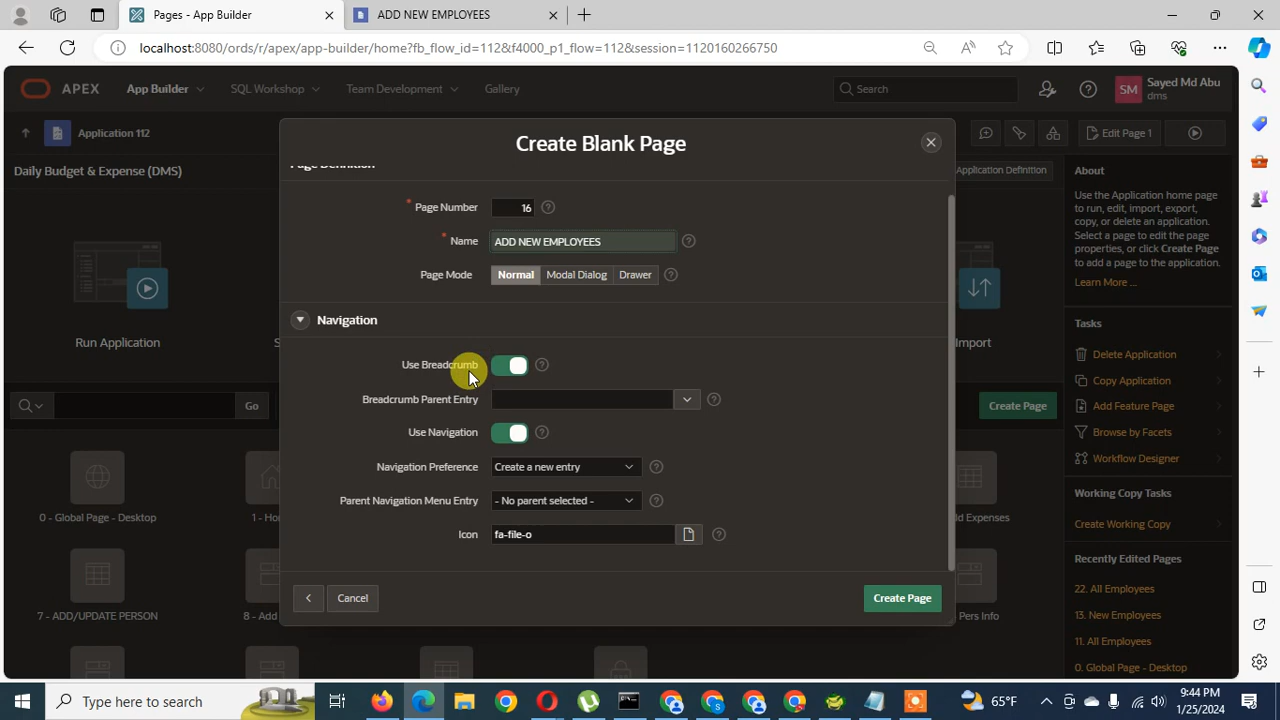 Pages - App Builder
ADD NEW EMPLOYEES
localhost:8080/ords/r/apex/app-builder/home?fb_flow_id=112&f4000_p1_flow=112&session=1120160266750
APEX
App Builder
SQL Workshop
Team Development
Gallery
Search
SM
Sayed Md Abu
dms
Application 112
Edit Page 1
Daily Budget & Expense (DMS)
Application Definition
Create Blank Page
Page Definition
* Page Number
16
* Name
ADD NEW EMPLOYEES
Page Mode
Normal
Modal Dialog
Drawer
Navigation
Use Breadcrumb
Breadcrumb Parent Entry
Use Navigation
Navigation Preference
Create a new entry
Parent Navigation Menu Entry
- No parent selected -
Icon
fa-file-o
Cancel
Create Page
Run Application
Import
Go
Create Page
0 - Global Page - Desktop
1 - Ho
d Expenses
7 - ADD/UPDATE PERSON
8 - Add
Pers Info
About
Use the Application home page
to run, edit, import, export,
copy, or delete an application.
Select a page to edit the page
properties, or click Create Page
to add a page to the application.
Learn More ...
Tasks
Delete Application
Copy Application
Add Feature Page
Browse by Facets
Workflow Designer
Working Copy Tasks
Create Working Copy
Recently Edited Pages
22. All Employees
13. New Employees
11. All Employees
0. Global Page - Desktop
Type here to search
65°F
9:44 PM
1/25/2024